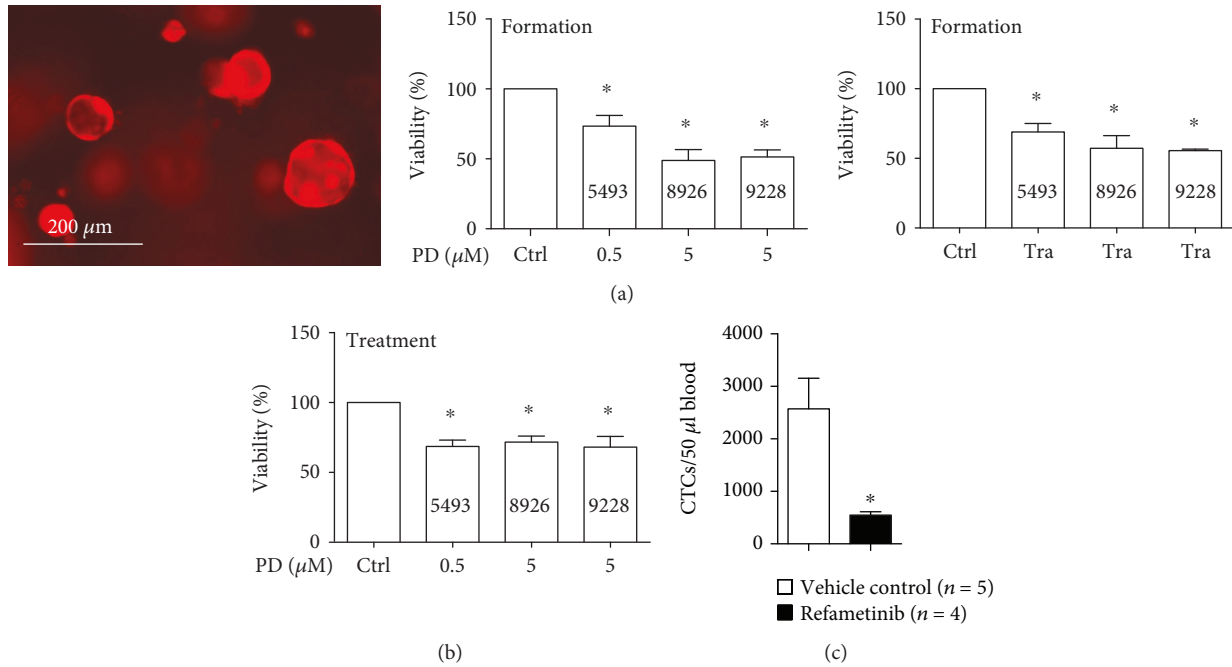 200 µm
Formation
Viability (%)
150
100
50
0
5493
8926
9228
PD (µM)
Ctrl
0.5
5
5
Formation
Viability (%)
150
100
50
0
5493
8926
9228
Ctrl
Tra
Tra
Tra
* * *
* * *
(a)
Treatment
Viability (%)
150
100
50
0
* * *
5493
8926
9228
PD (µM)
Ctrl
0.5
5
5
(b)
CTCs/50 µl blood
4000
3000
2000
1000
0
*
Vehicle control (n = 5)
Refametinib (n = 4)
(c)